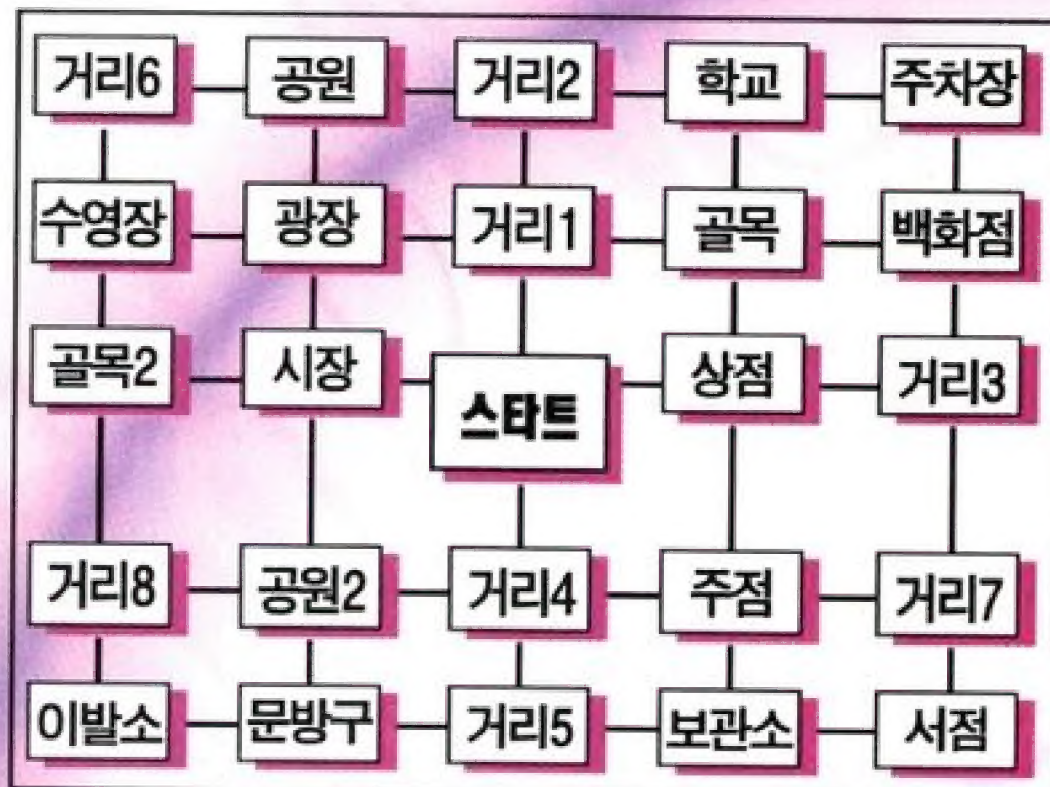 거리6 공원 거리2 학교 주차장
수영장 광장 거리1 골목 백화점
골목2 시장 스타트 상점 거리3
거리8 공원2 거리4 주점 거리7
이발소 문방구 거리5 보관소 서점